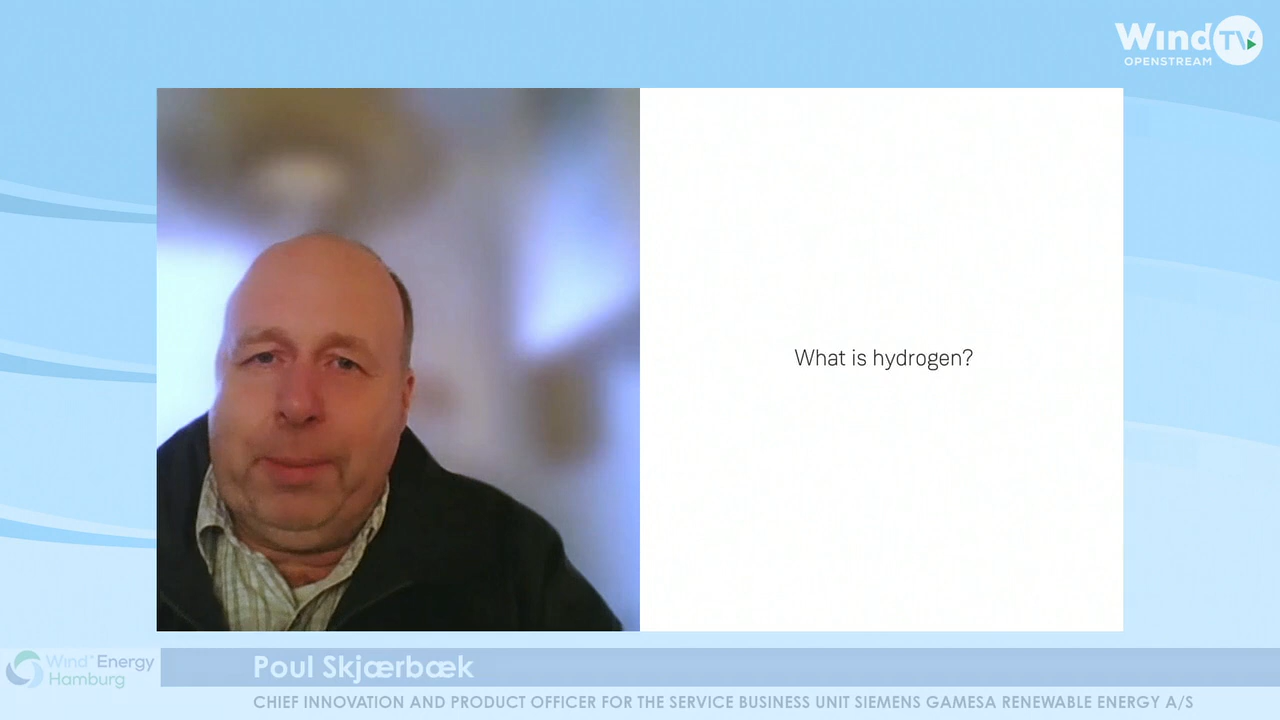 WindTV
OPENSTREAM
What is hydrogen?
Poul Skjærbæk
Wind Energy
Hamburg
CHIEF INNOVATION AND PRODUCT OFFICER FOR THE SERVICE BUSINESS UNIT SIEMENS GAMESA RENEWABLE ENERGY A/S